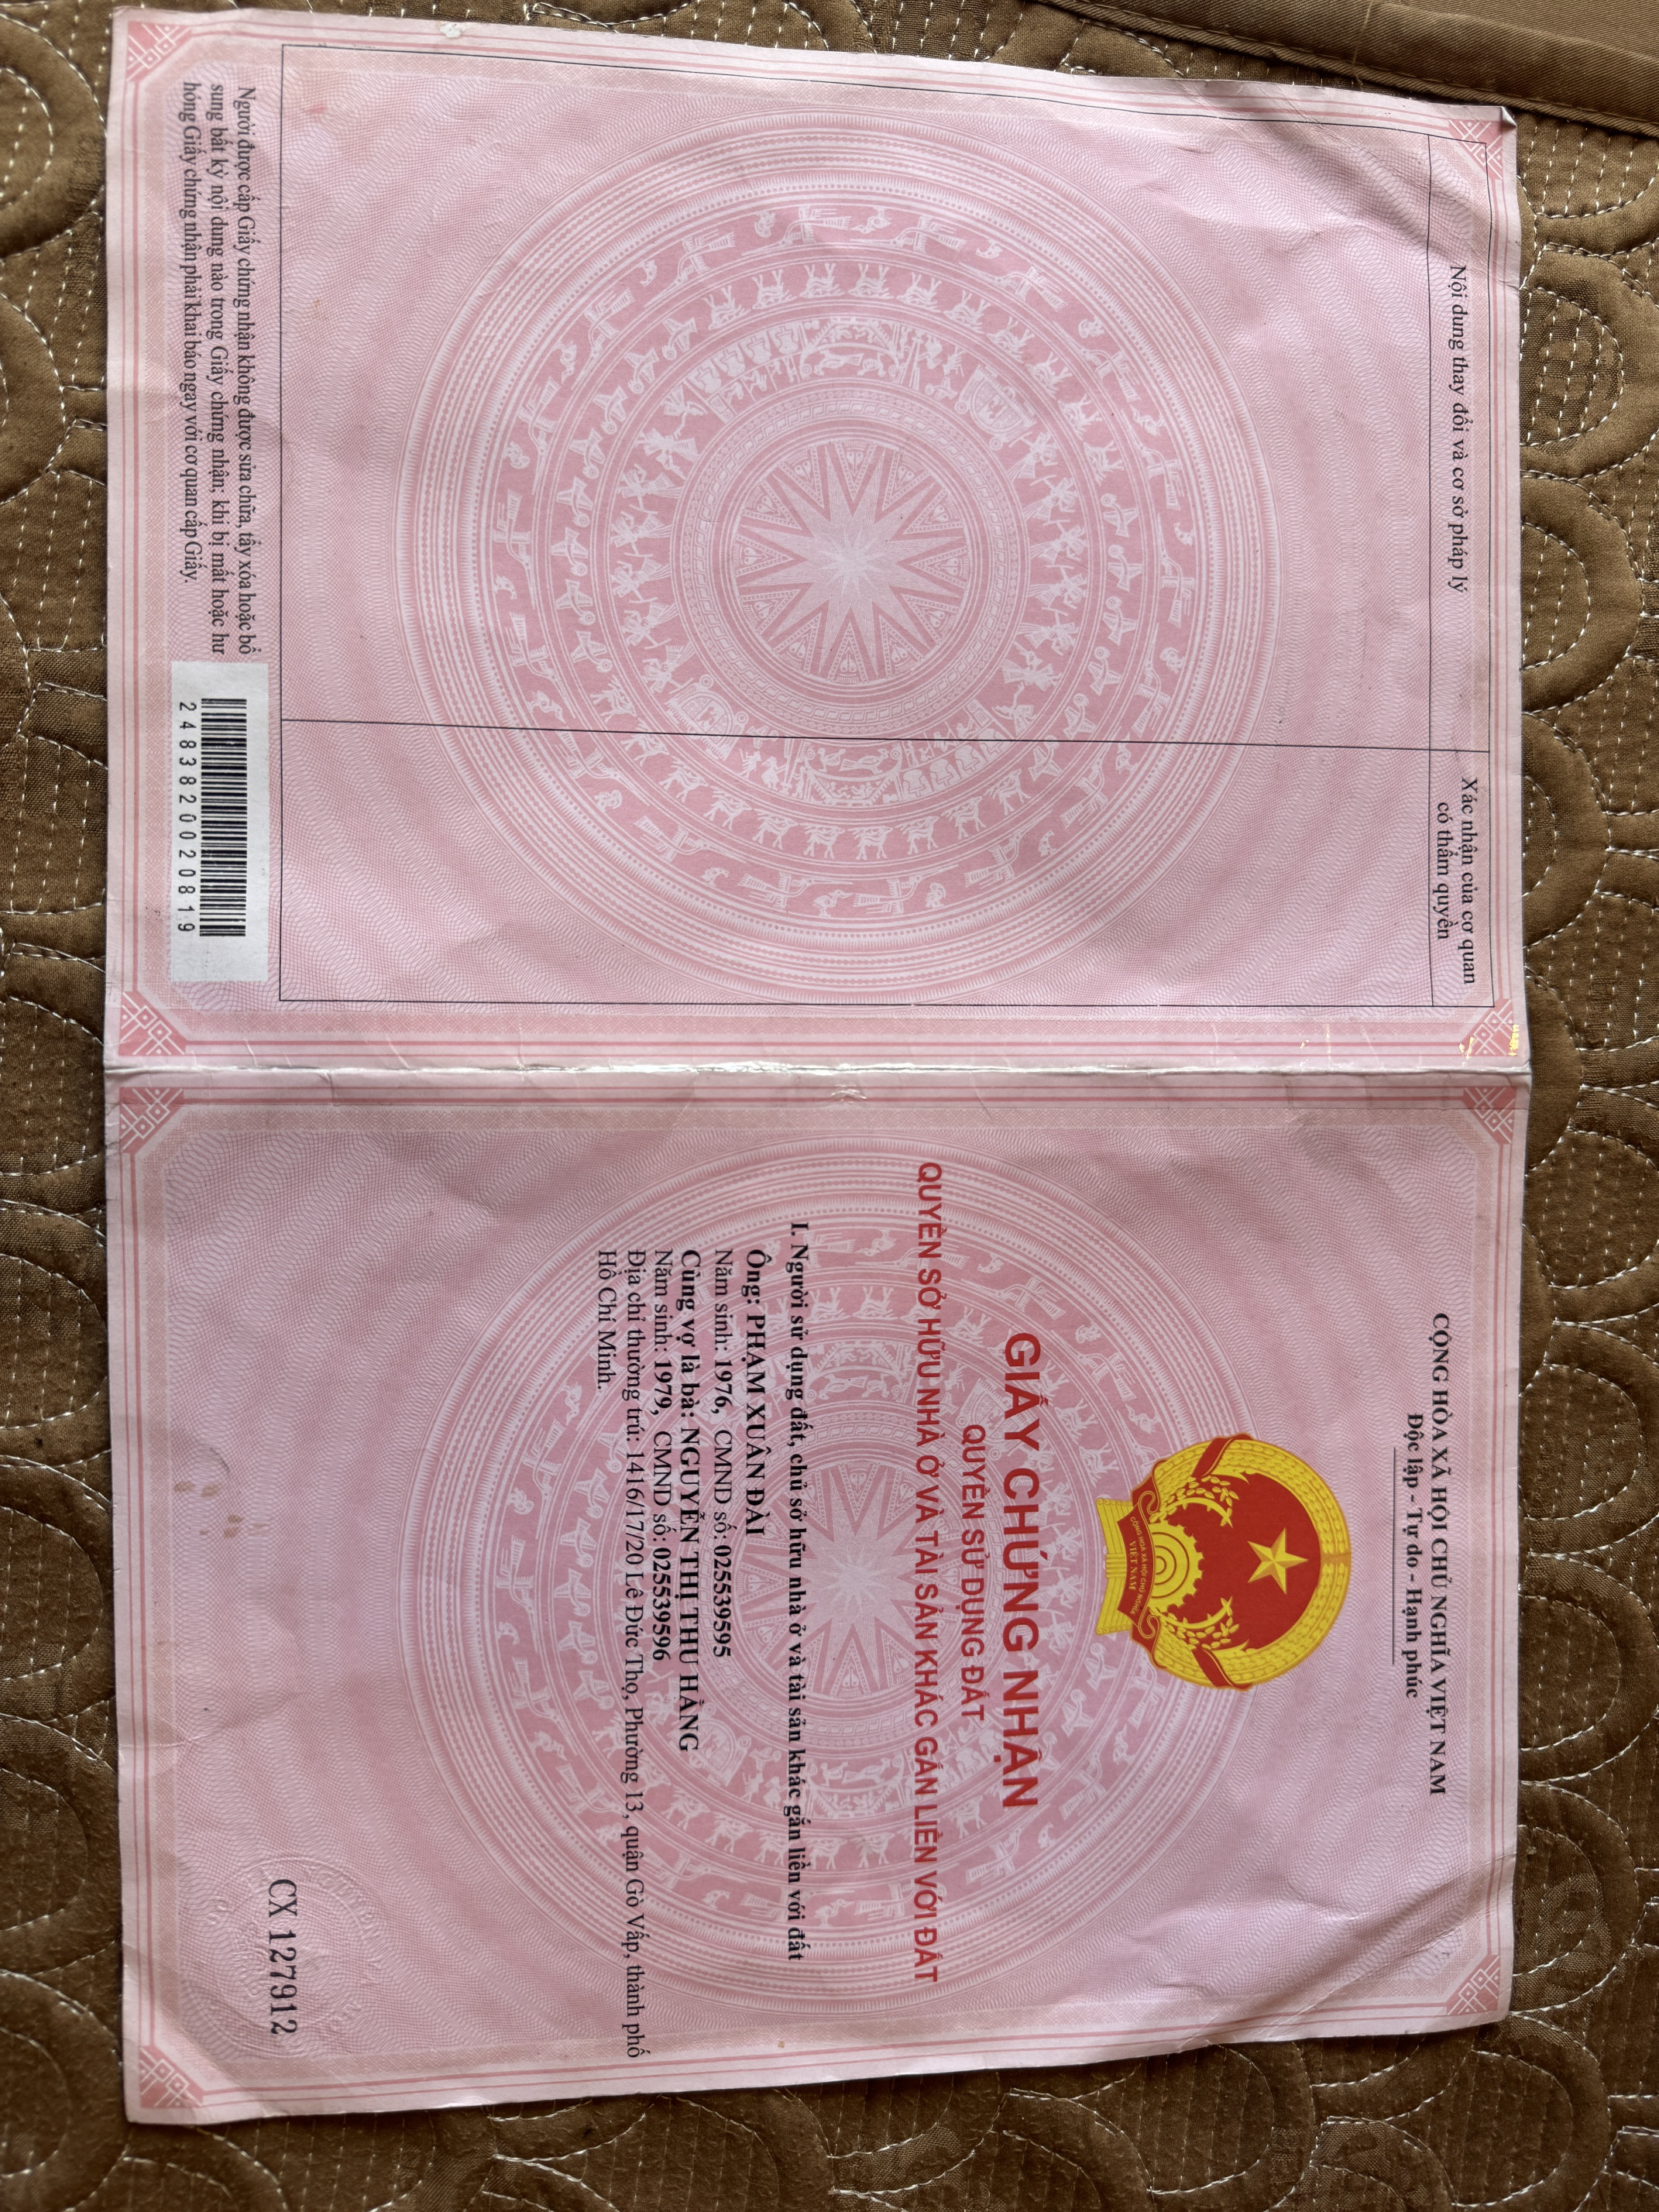 Nội dung thay đổi và cơ sở pháp lý
Xác nhận của cơ quan
có thẩm quyền
Người được cấp Giấy chứng nhận không được sửa chữa, tẩy xóa hoặc bổ
sung bất kỳ nội dung nào trong Giấy chứng nhận; khi bị mất hoặc hư
hỏng Giấy chứng nhận phải khai báo ngay với cơ quan cấp Giấy.
2483820020819
CỘNG HÒA XÃ HỘI CHỦ NGHĨA VIỆT NAM
Độc lập - Tự do - Hạnh phúc
CỘNG HÒA XÃ HỘI CHỦ NGHĨA
VIỆT NAM
GIẤY CHỨNG NHẬN
QUYỀN SỬ DỤNG ĐẤT
QUYỀN SỞ HỮU NHÀ Ở VÀ TÀI SẢN KHÁC GẮN LIỀN VỚI ĐẤT
I. Người sử dụng đất, chủ sở hữu nhà ở và tài sản khác gắn liền với đất
Ông: PHẠM XUÂN ĐÀI
Năm sinh: 1976, CMND số: 025539595
Cùng vợ là bà: NGUYỄN THỊ THU HẰNG
Năm sinh: 1979, CMND số: 025539596
Địa chỉ thường trú: 1416/17/20 Lê Đức Thọ, Phường 13, quận Gò Vấp, thành phố
Hồ Chí Minh.
CX 127912